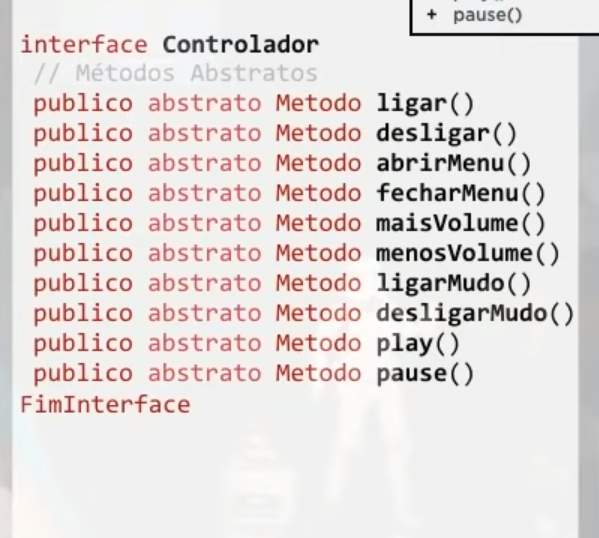 + pause()
interface Controlador
// Métodos Abstratos
publico abstrato Metodo ligar()
publico abstrato Metodo desligar()
publico abstrato Metodo abrirMenu()
publico abstrato Metodo fecharMenu()
publico abstrato Metodo maisVolume()
publico abstrato Metodo menosVolume()
publico abstrato Metodo ligarMudo()
publico abstrato Metodo desligarMudo()
publico abstrato Metodo play()
publico abstrato Metodo pause()
FimInterface